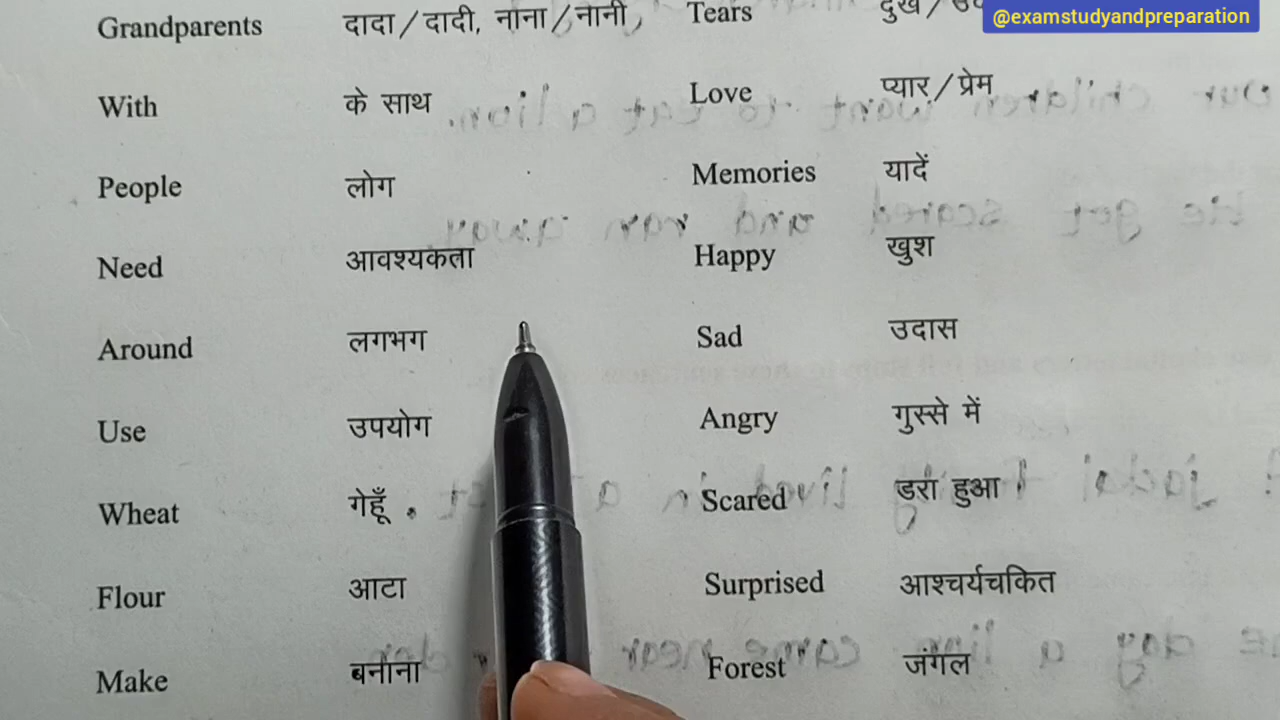 @examstudyandpreparation
Grandparents दादा/दादी, नाना/नानी Tears
With के साथ Love प्यार/प्रेम
People लोग Memories यादें
Need आवश्यकता Happy खुश
Around लगभग Sad उदास
Use उपयोग Angry गुस्से में
Wheat गेहूँ Scared डरा हुआ
Flour आटा Surprised आश्चर्यचकित
Make बनाना Forest जंगल